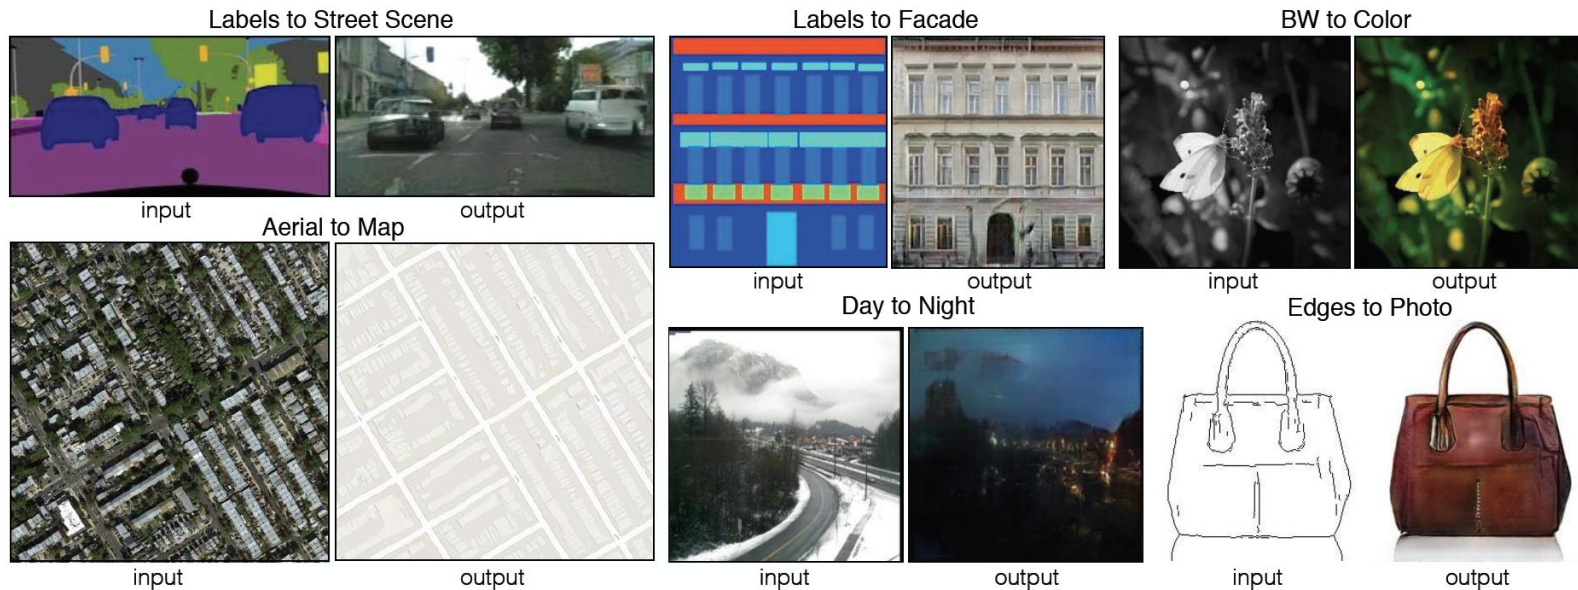 Labels to Street Scene
input
output
Aerial to Map
input
output
Labels to Facade
input
output
BW to Color
input
output
Day to Night
input
output
Edges to Photo
input
output